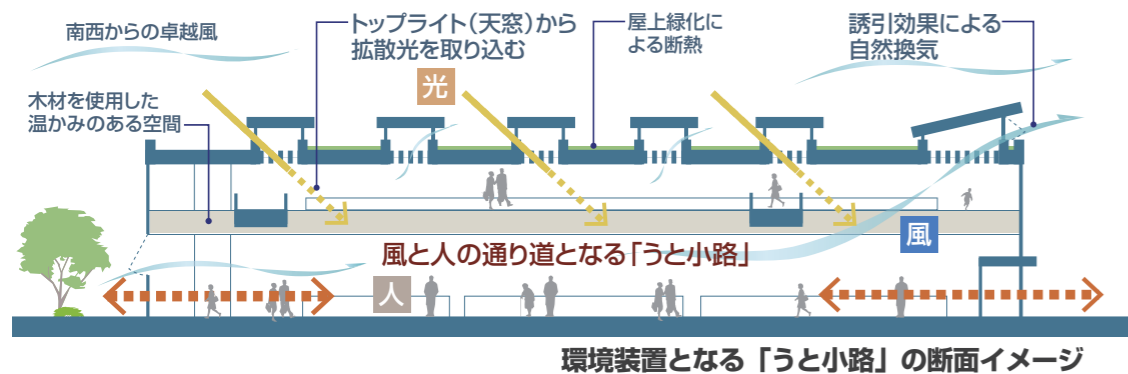 南西からの卓越風
トップライト（天窓）から
拡散光を取り込む
屋上緑化に
よる断熱
誘引効果による
自然換気
光
木材を使用した
温かみのある空間
風
風と人の通り道となる「うと小路」
人
環境装置となる「うと小路」の断面イメージ